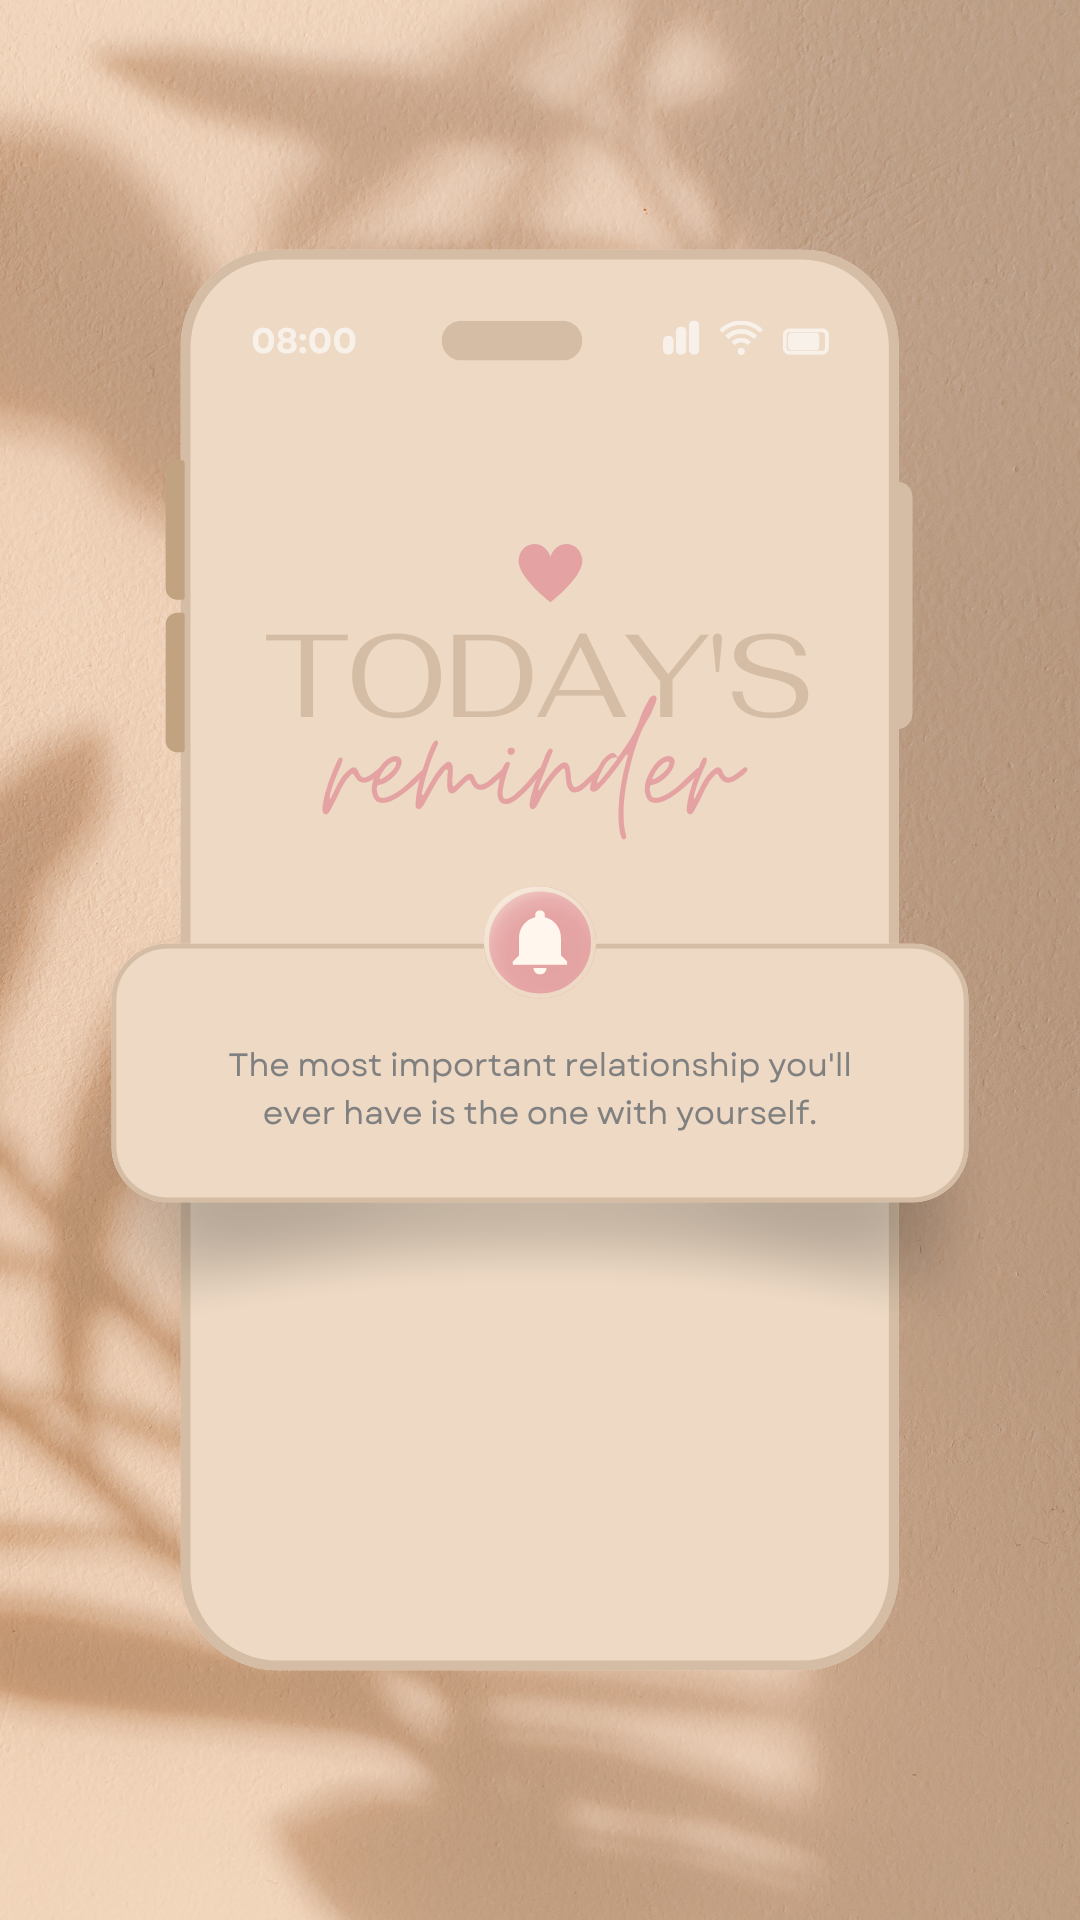 08:00
TODAY'S
reminder
The most important relationship you'll
ever have is the one with yourself.